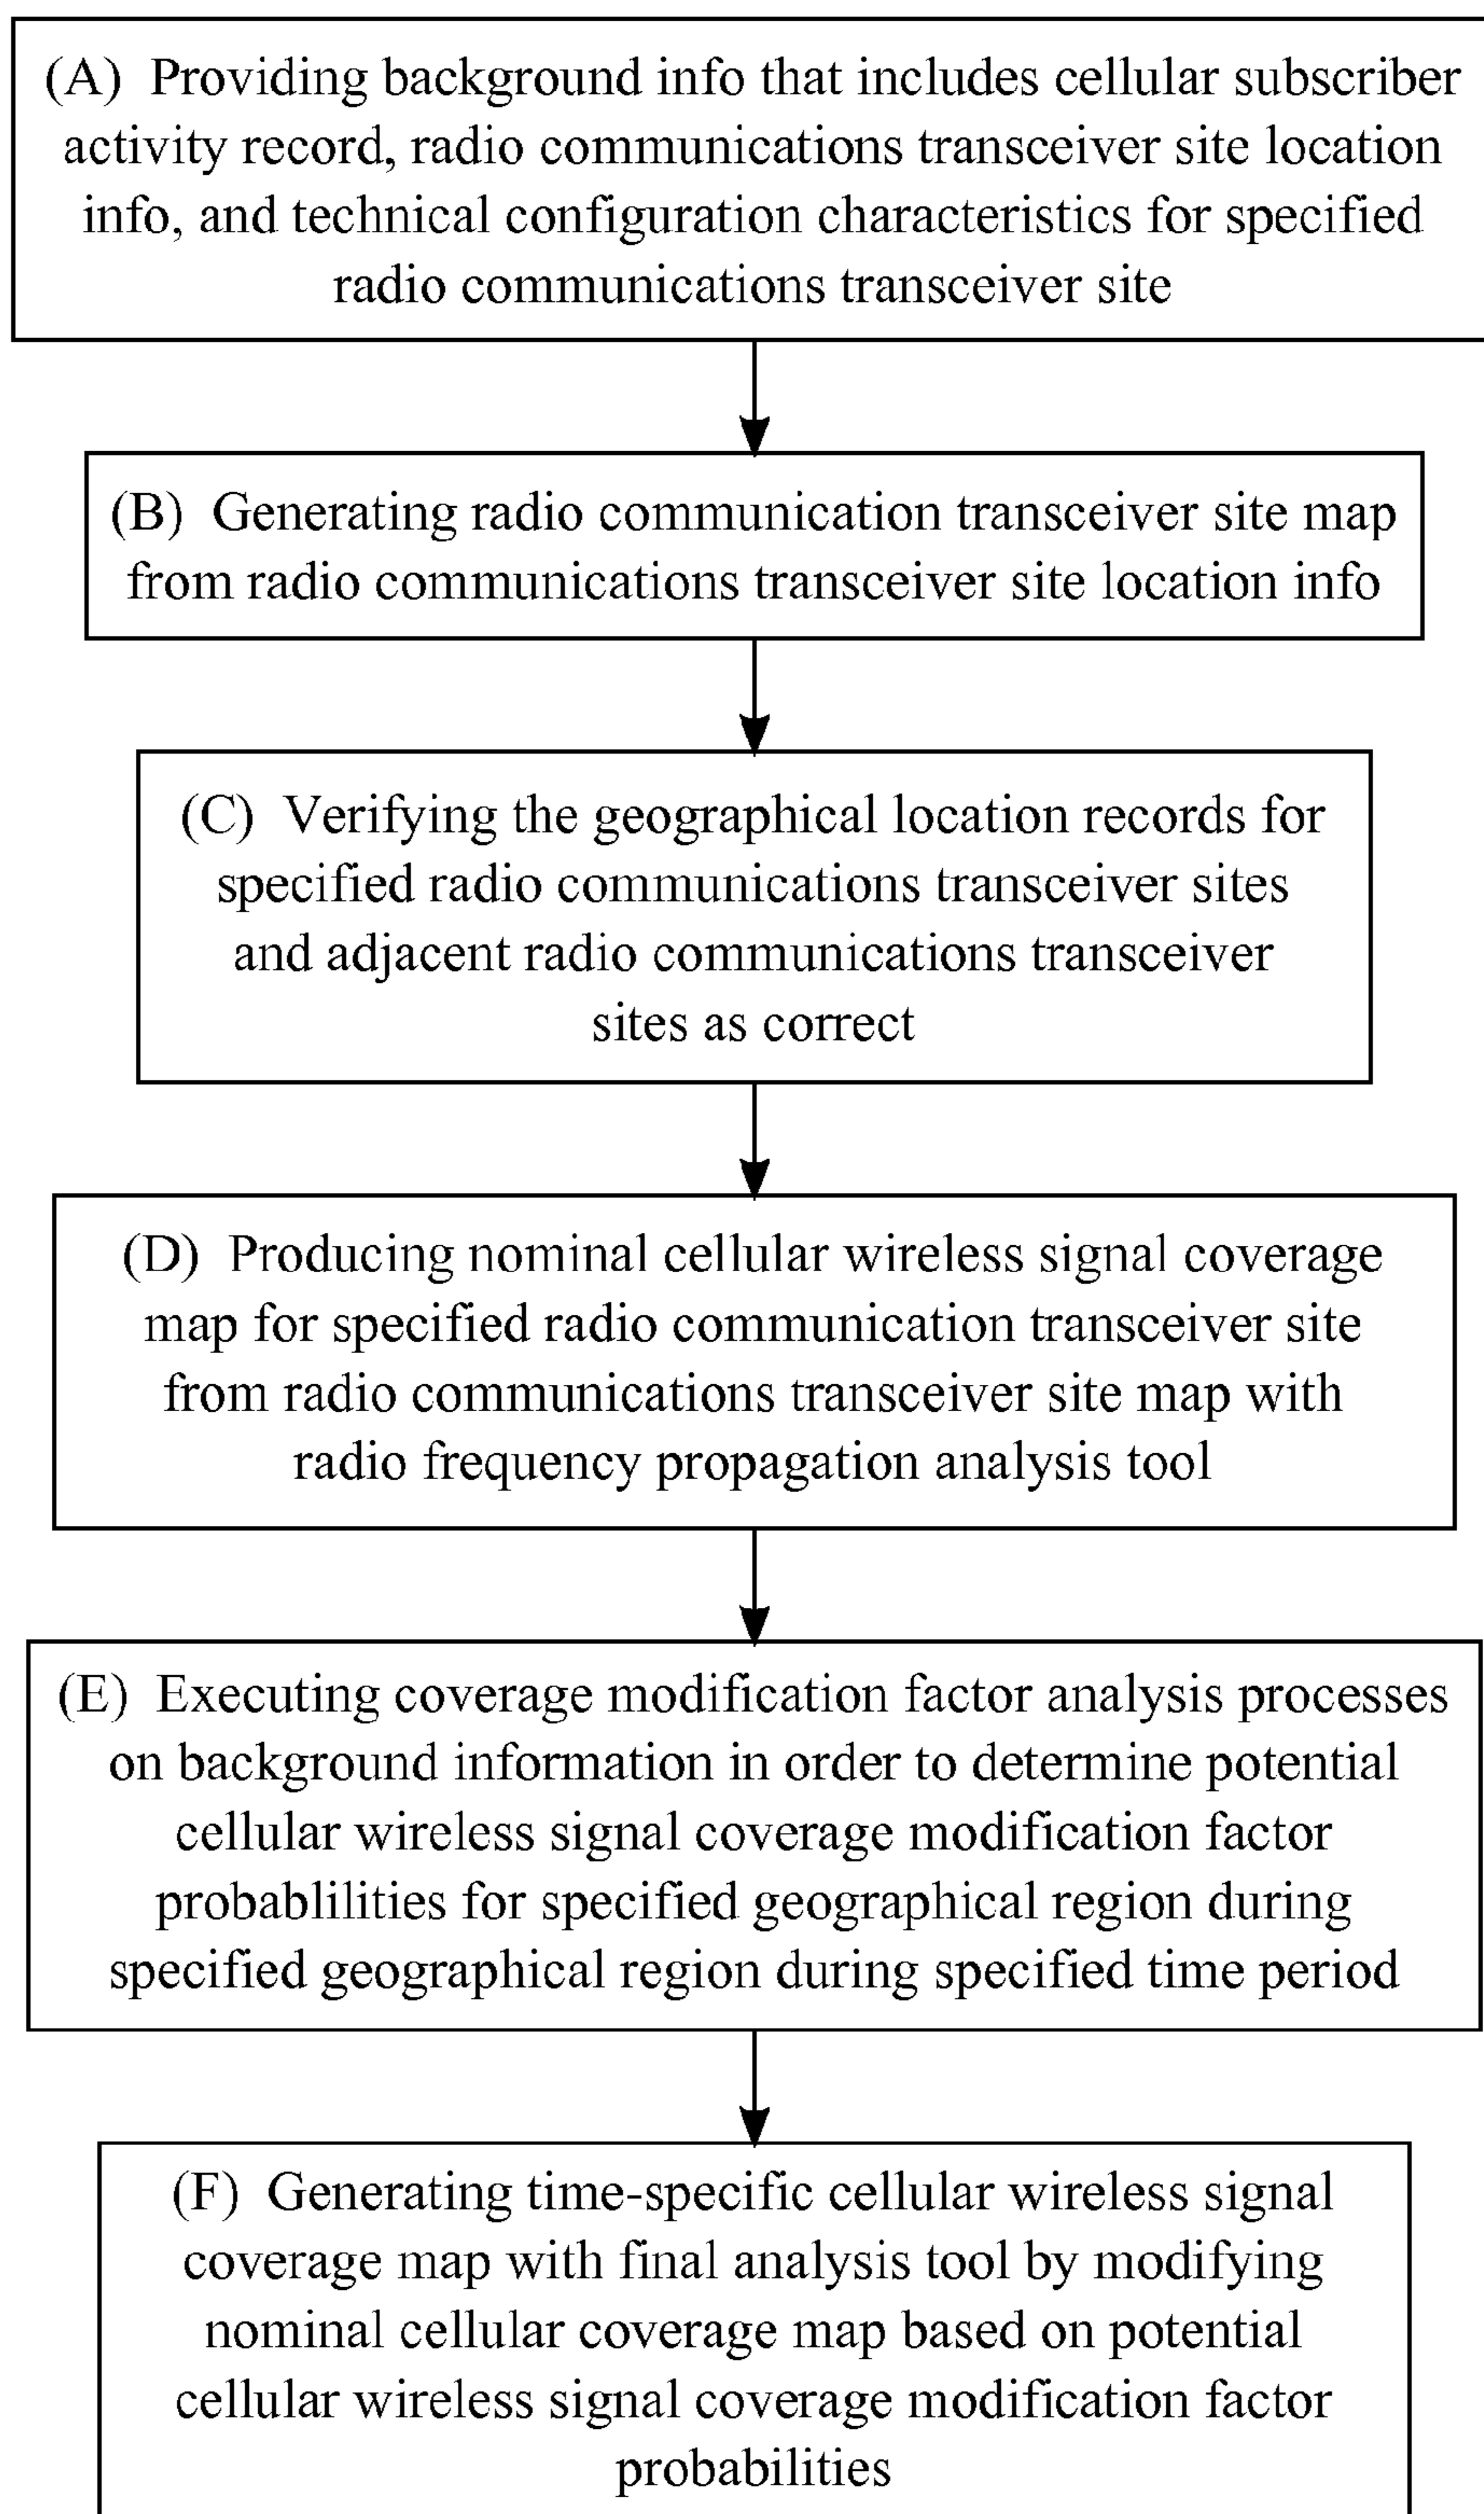 (A) Providing background info that includes cellular subscriber
activity record, radio communications transceiver site location
info, and technical configuration characteristics for specified
radio communications transceiver site
(B) Generating radio communication transceiver site map
from radio communications transceiver site location info
(C) Verifying the geographical location records for
specified radio communications transceiver sites
and adjacent radio communications transceiver
sites as correct
(D) Producing nominal cellular wireless signal coverage
map for specified radio communication transceiver site
from radio communications transceiver site map with
radio frequency propagation analysis tool
(E) Executing coverage modification factor analysis processes
on background information in order to determine potential
cellular wireless signal coverage modification factor
probablilities for specified geographical region during
specified geographical region during specified time period
(F) Generating time-specific cellular wireless signal
coverage map with final analysis tool by modifying
nominal cellular coverage map based on potential
cellular wireless signal coverage modification factor
probabilities